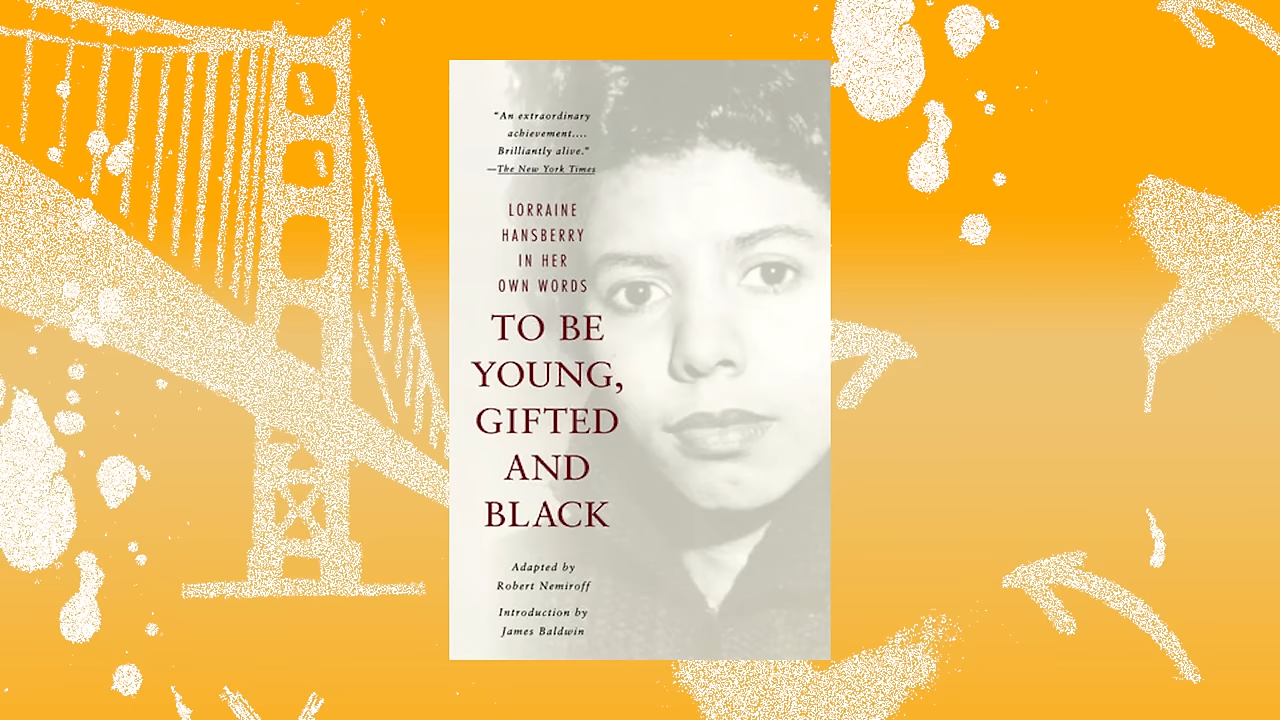 "An extraordinary
achievement....
Brilliantly alive."
—The New York Times
LORRAINE
HANSBERRY
IN HER
OWN WORDS
TO BE
YOUNG,
GIFTED
AND
BLACK
Adapted by
Robert Nemiroff
Introduction by
James Baldwin